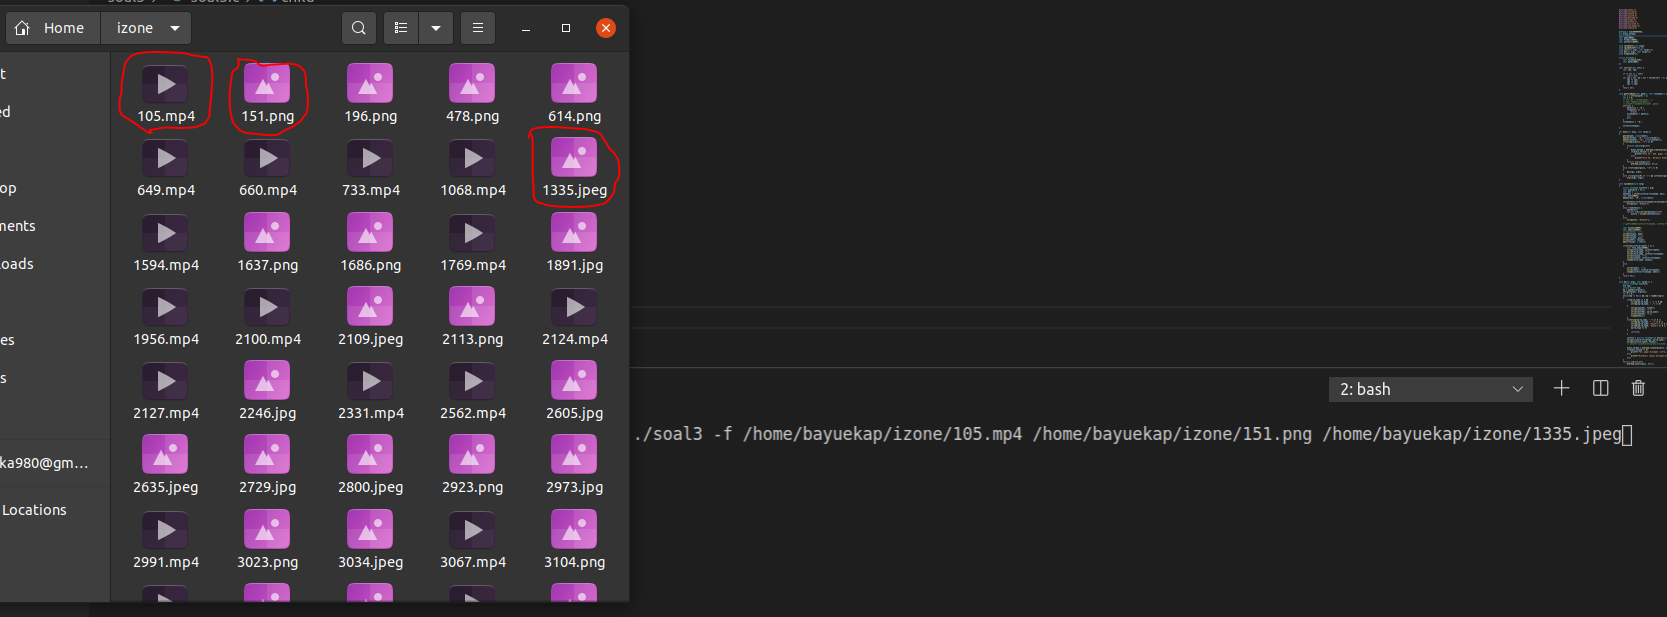 Home izone
105.mp4 151.png 196.png 478.png 614.png
649.mp4 660.mp4 733.mp4 1068.mp4 1335.jpeg
1594.mp4 1637.png 1686.png 1769.mp4 1891.jpg
1956.mp4 2100.mp4 2109.jpeg 2113.png 2124.mp4
2127.mp4 2246.jpg 2331.mp4 2562.mp4 2605.jpg
2635.jpeg 2729.jpg 2800.jpeg 2923.png 2973.jpg
2991.mp4 3023.png 3034.jpeg 3067.mp4 3104.png
t
ed
op
ments
oads
es
s
ka980@gm...
Locations
2: bash
./soal3 -f /home/bayuekap/izone/105.mp4 /home/bayuekap/izone/151.png /home/bayuekap/izone/1335.jpeg